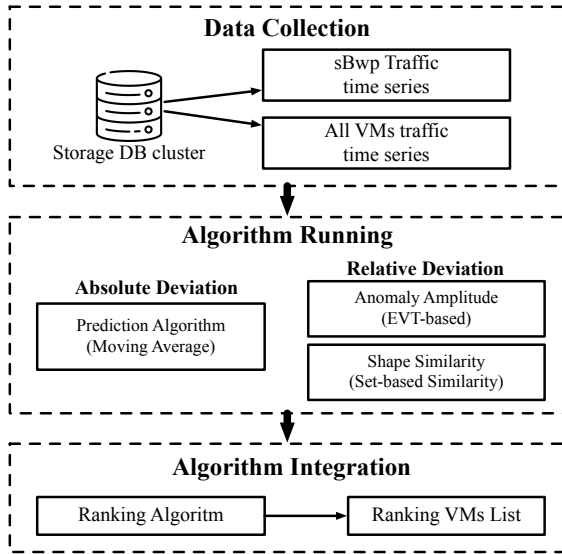 Data Collection
sBwp Traffic
time series
Storage DB cluster
All VMs traffic
time series
Algorithm Running
Absolute Deviation
Prediction Algorithm
(Moving Average)
Relative Deviation
Anomaly Amplitude
(EVT-based)
Shape Similarity
(Set-based Similarity)
Algorithm Integration
Ranking Algoritm
Ranking VMs List